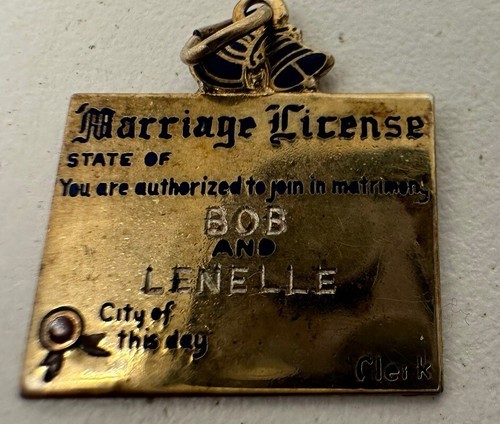 Marriage License
STATE OF
You are authorized to join in matrimony
BOB
AND
LENELLE
City of
this day
Clerk